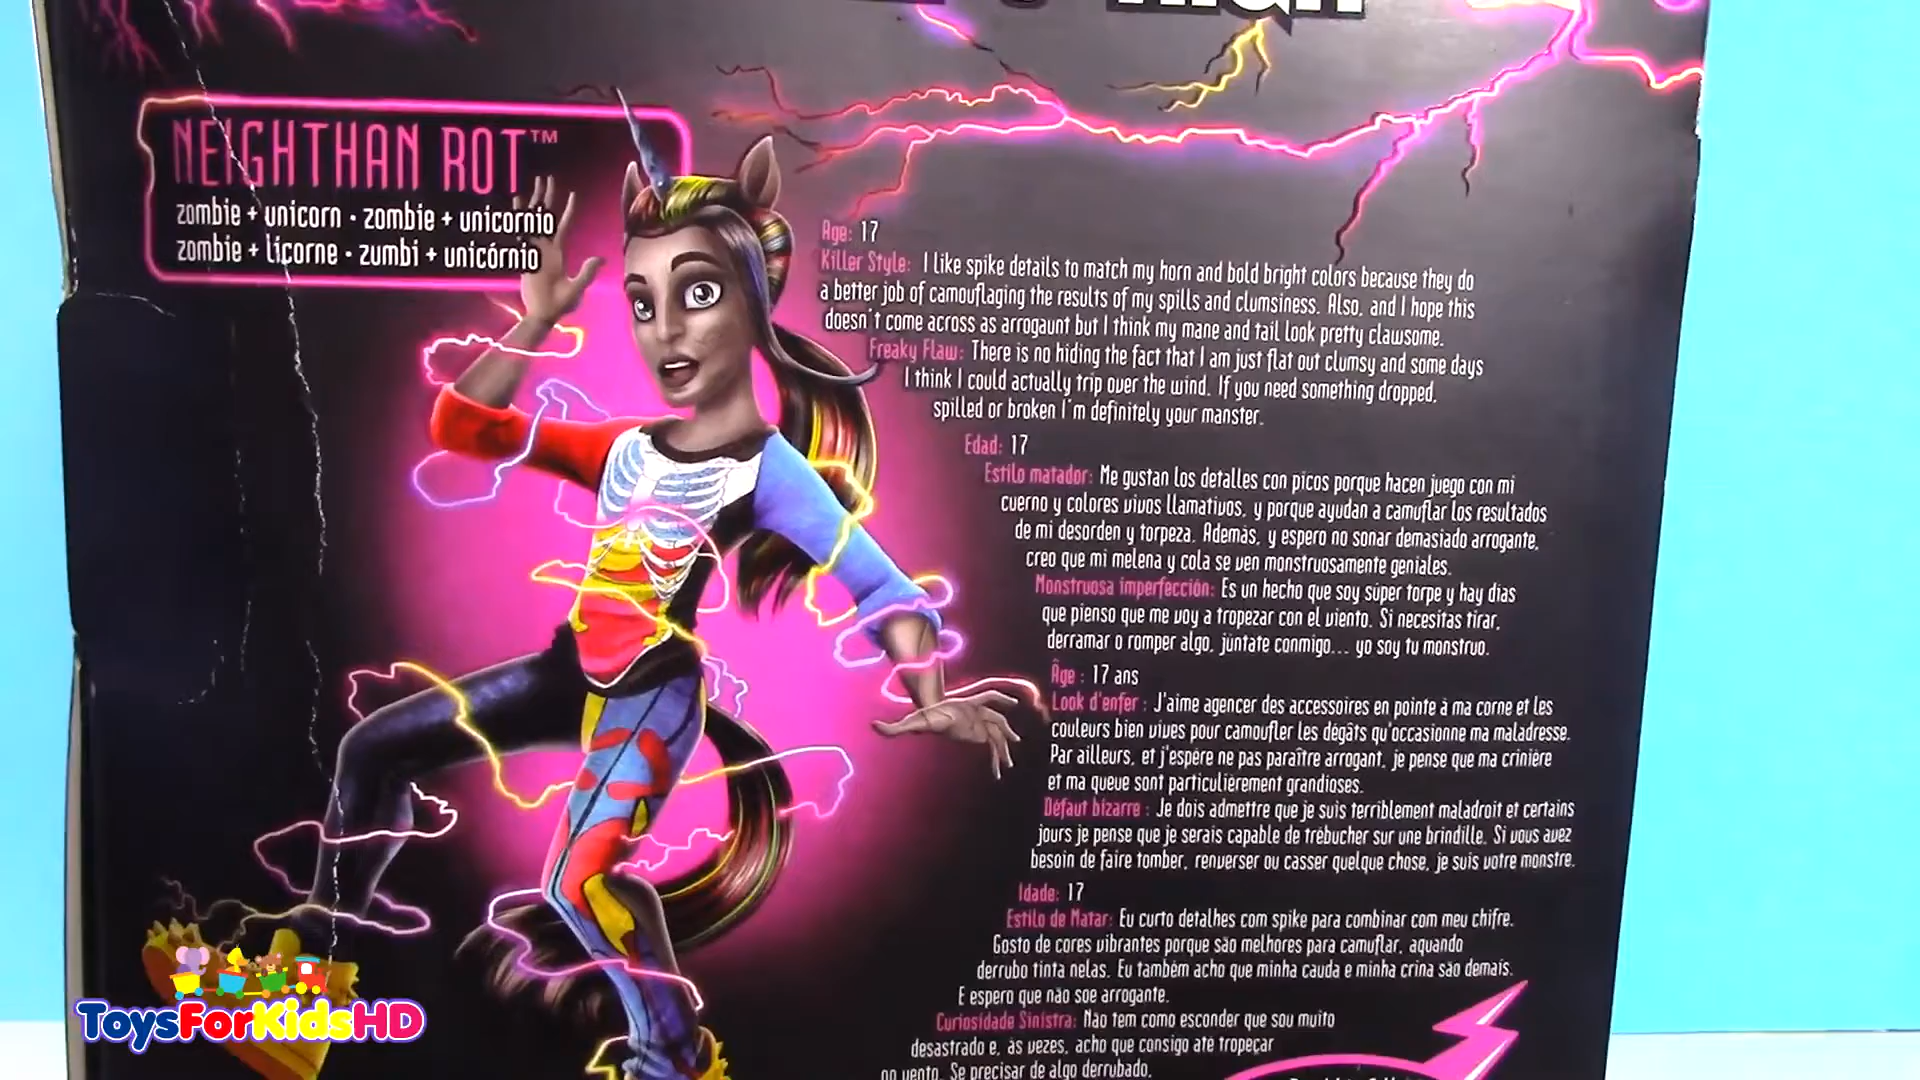 HIGH
NEIGHTHAN ROT™
zombie + unicorn · zombie + unicornio
zombie + licorne · zumbi + unicórnio
Age: 17
Killer Style: I like spike details to match my horn and bold bright colors because they do
a better job of camouflaging the results of my spills and clumsiness. Also, and I hope this
doesn't come across as arrogaunt but I think my mane and tail look pretty clawsome.
Freaky Flaw: There is no hiding the fact that I am just flat out clumsy and some days
I think I could actually trip over the wind. If you need something dropped,
spilled or broken I'm definitely your manster.
Edad: 17
Estilo matador: Me gustan los detalles con picos porque hacen juego con mi
cuerno y colores vivos llamativos, y porque ayudan a camuflar los resultados
de mi desorden y torpeza. Además, y espero no sonar demasiado arrogante,
creo que mi melena y cola se ven monstruosamente geniales.
Monstruosa imperfección: Es un hecho que soy súper torpe y hay días
que pienso que me voy a tropezar con el viento. Si necesitas tirar,
derramar o romper algo, júntate conmigo... yo soy tu monstruo.
Âge : 17 ans
Look d'enfer : J'aime agencer des accessoires en pointe à ma corne et les
couleurs bien vives pour camoufler les dégâts qu'occasionne ma maladresse.
Par ailleurs, et j'espère ne pas paraître arrogant, je pense que ma crinière
et ma queue sont particulièrement grandioses.
Défaut bizarre : Je dois admettre que je suis terriblement maladroit et certains
jours je pense que je serais capable de trébucher sur une brindille. Si vous avez
besoin de faire tomber, renverser ou casser quelque chose, je suis votre monstre.
Idade: 17
Estilo de Matar: Eu curto detalhes com spike para combinar com meu chifre.
Gosto de cores vibrantes porque são melhores para camuflar, aquando
derrubo tinta nelas. Eu também acho que minha cauda e minha crina são demais.
E espero que não soe arrogante.
Curiosidade Sinistra: Não tem como esconder que sou muito
desastrado e, às vezes, acho que consigo até tropeçar
no vento. Se precisar de algo derrubado,
ToysForKidsHD